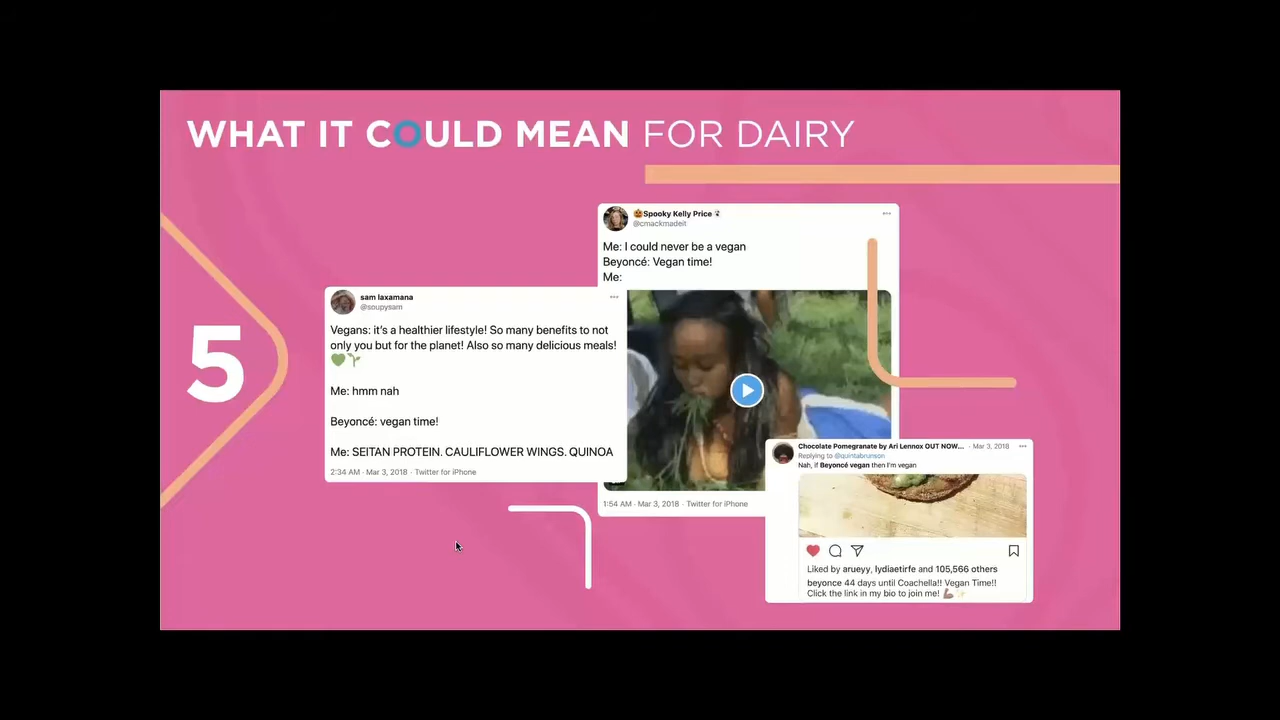 WHAT IT COULD MEAN FOR DAIRY
5
sam laxamana
@soupysam
Vegans: it's a healthier lifestyle! So many benefits to not
only you but for the planet! Also so many delicious meals!
💚🌱
Me: hmm nah
Beyoncé: vegan time!
Me: SEITAN PROTEIN. CAULIFLOWER WINGS. QUINOA
2:34 AM · Mar 3, 2018 · Twitter for iPhone
🎃Spooky Kelly Price
@cmackmadeit
Me: I could never be a vegan
Beyoncé: Vegan time!
Me:
1:54 AM · Mar 3, 2018 · Twitter for iPhone
Chocolate Pomegranate by Ari Lennox OUT NOW... · Mar 3, 2018
Replying to @quintabrunson
Nah, if Beyoncé vegan then I'm vegan
Liked by arueyy, lydiaetirfe and 105,566 others
beyonce 44 days until Coachella!! Vegan Time!!
Click the link in my bio to join me! 💪🏾✨